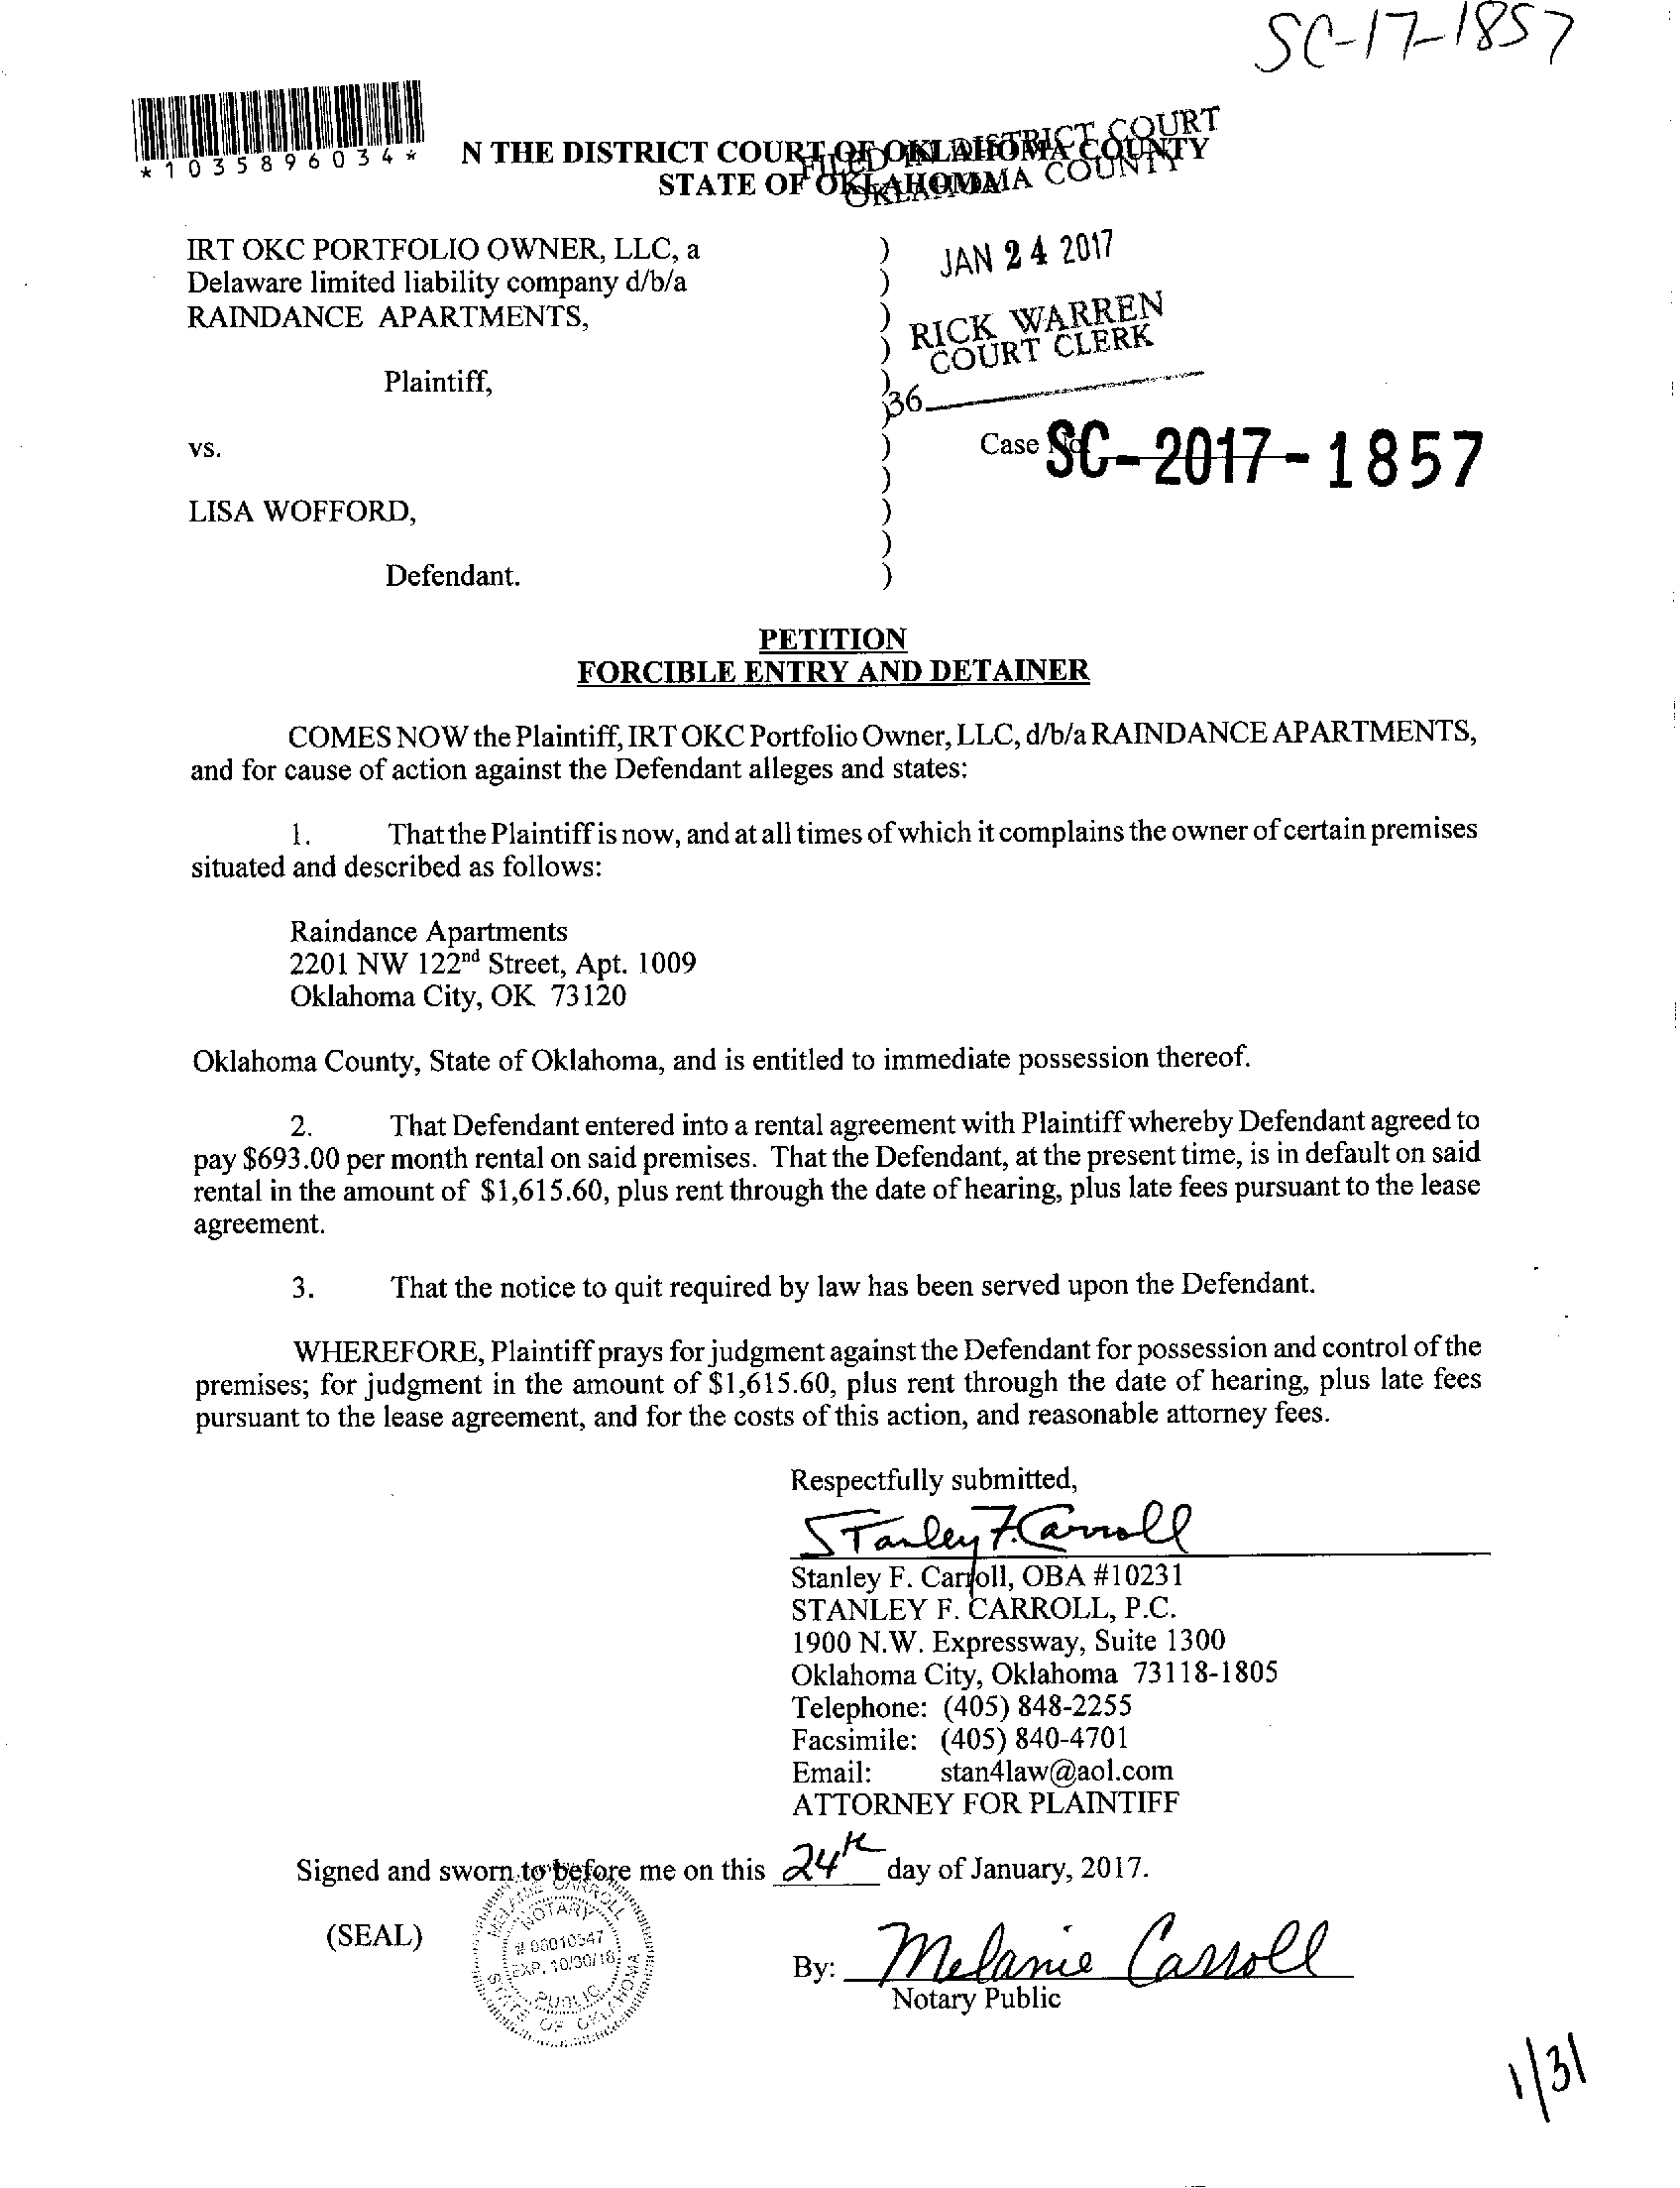 SC-17-1857
*1035896034*
N THE DISTRICT COURT OF OKLAHOMA COUNTY
STATE OF OKLAHOMA
FILED IN DISTRICT COURT
OKLAHOMA COUNTY
IRT OKC PORTFOLIO OWNER, LLC, a
Delaware limited liability company d/b/a
RAINDANCE APARTMENTS,
Plaintiff,
vs.
LISA WOFFORD,
Defendant.
)
)
)
)
)
)
)
)
)
)
)
JAN 24 2017
RICK WARREN
COURT CLERK
36
Case No. SC-2017-1857
PETITION
FORCIBLE ENTRY AND DETAINER
COMES NOW the Plaintiff, IRT OKC Portfolio Owner, LLC, d/b/a RAINDANCE APARTMENTS,
and for cause of action against the Defendant alleges and states:
1. That the Plaintiff is now, and at all times of which it complains the owner of certain premises
situated and described as follows:
Raindance Apartments
2201 NW 122nd Street, Apt. 1009
Oklahoma City, OK 73120
Oklahoma County, State of Oklahoma, and is entitled to immediate possession thereof.
2. That Defendant entered into a rental agreement with Plaintiff whereby Defendant agreed to
pay $693.00 per month rental on said premises. That the Defendant, at the present time, is in default on said
rental in the amount of $1,615.60, plus rent through the date of hearing, plus late fees pursuant to the lease
agreement.
3. That the notice to quit required by law has been served upon the Defendant.
WHEREFORE, Plaintiff prays for judgment against the Defendant for possession and control of the
premises; for judgment in the amount of $1,615.60, plus rent through the date of hearing, plus late fees
pursuant to the lease agreement, and for the costs of this action, and reasonable attorney fees.
Respectfully submitted,
Stanley F. Carroll
Stanley F. Carroll, OBA #10231
STANLEY F. CARROLL, P.C.
1900 N.W. Expressway, Suite 1300
Oklahoma City, Oklahoma 73118-1805
Telephone: (405) 848-2255
Facsimile: (405) 840-4701
Email: stan4law@aol.com
ATTORNEY FOR PLAINTIFF
Signed and sworn to before me on this 24th day of January, 2017.
(SEAL)
MELANIE CARROLL
NOTARY
# 06010547
EXP. 10/30/18
PUBLIC
STATE OF OKLAHOMA
By: Melanie Carroll
Notary Public
1/31